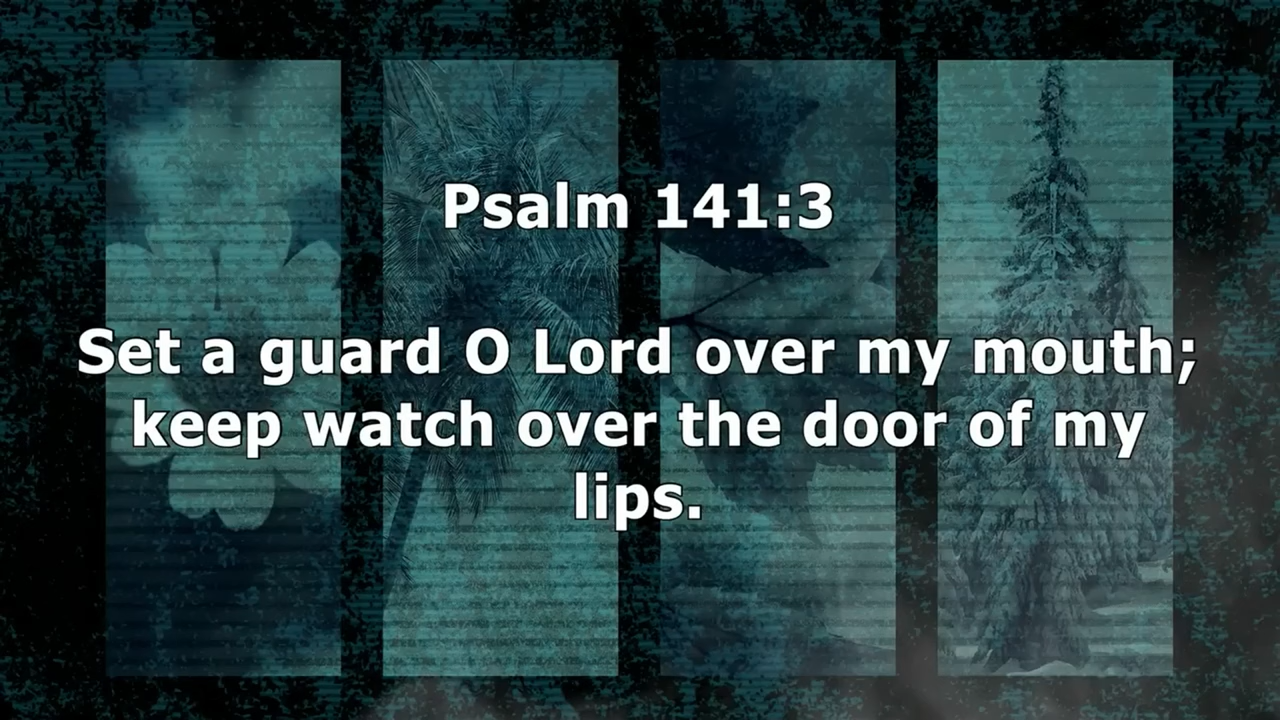 Psalm 141:3
Set a guard O Lord over my mouth;
keep watch over the door of my
lips.